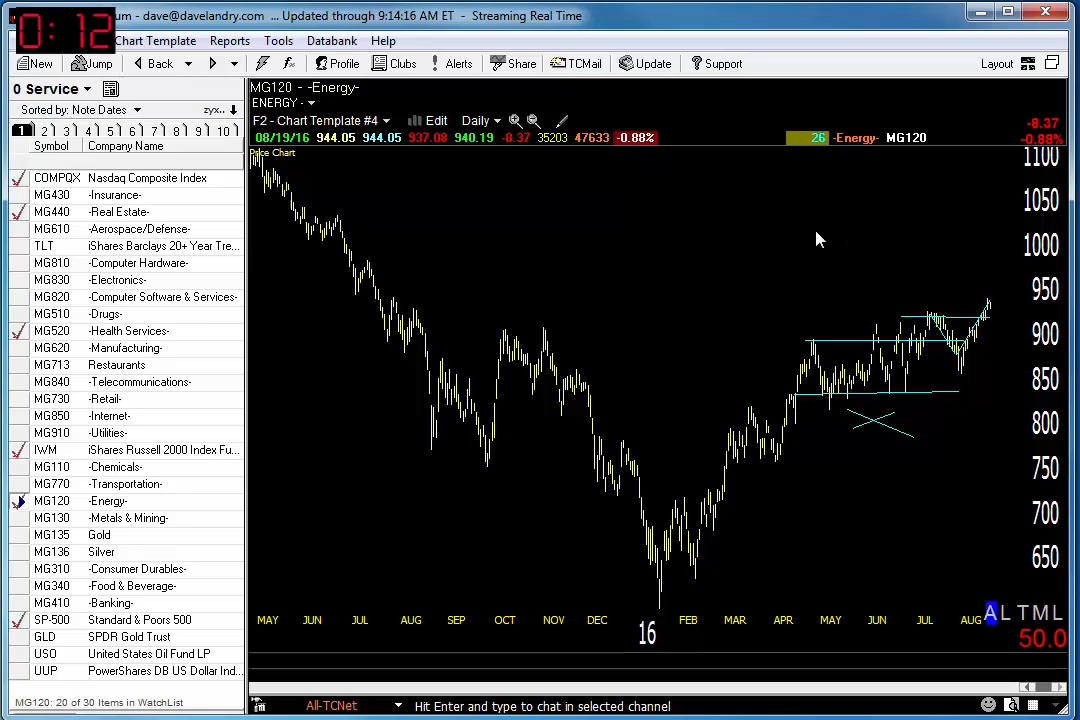 0:12
um - dave@davelandry.com ... Updated through 9:14:16 AM ET - Streaming Real Time
Chart Template Reports Tools Databank Help
New Jump Back Profile Clubs Alerts Share TCMail Update ? Support Layout
0 Service
Sorted by: Note Dates zyx..
1 2 3 4 5 6 7 8 9 10
Symbol Company Name
COMPQX Nasdaq Composite Index
MG430 -Insurance-
MG440 -Real Estate-
MG610 -Aerospace/Defense-
TLT iShares Barclays 20+ Year Tre...
MG810 -Computer Hardware-
MG830 -Electronics-
MG820 -Computer Software & Services-
MG510 -Drugs-
MG520 -Health Services-
MG620 -Manufacturing-
MG713 Restaurants
MG840 -Telecommunications-
MG730 -Retail-
MG850 -Internet-
MG910 -Utilities-
IWM iShares Russell 2000 Index Fu...
MG110 -Chemicals-
MG770 -Transportation-
MG120 -Energy-
MG130 -Metals & Mining-
MG135 Gold
MG136 Silver
MG310 -Consumer Durables-
MG340 -Food & Beverage-
MG410 -Banking-
SP-500 Standard & Poors 500
GLD SPDR Gold Trust
USO United States Oil Fund LP
UUP PowerShares DB US Dollar Ind...
MG120: 20 of 30 Items in WatchList
MG120 - -Energy-
ENERGY -
F2 - Chart Template #4 Edit Daily
08/19/16 944.05 944.05 937.08 940.19 -8.37 35203 47633 -0.88% 26 -Energy- MG120
-8.37
-0.88%
Price Chart
1100
1050
1000
950
900
850
800
750
700
650
MAY JUN JUL AUG SEP OCT NOV DEC 16 FEB MAR APR MAY JUN JUL AUG
A L T M L
50.0
All-TCNet Hit Enter and type to chat in selected channel